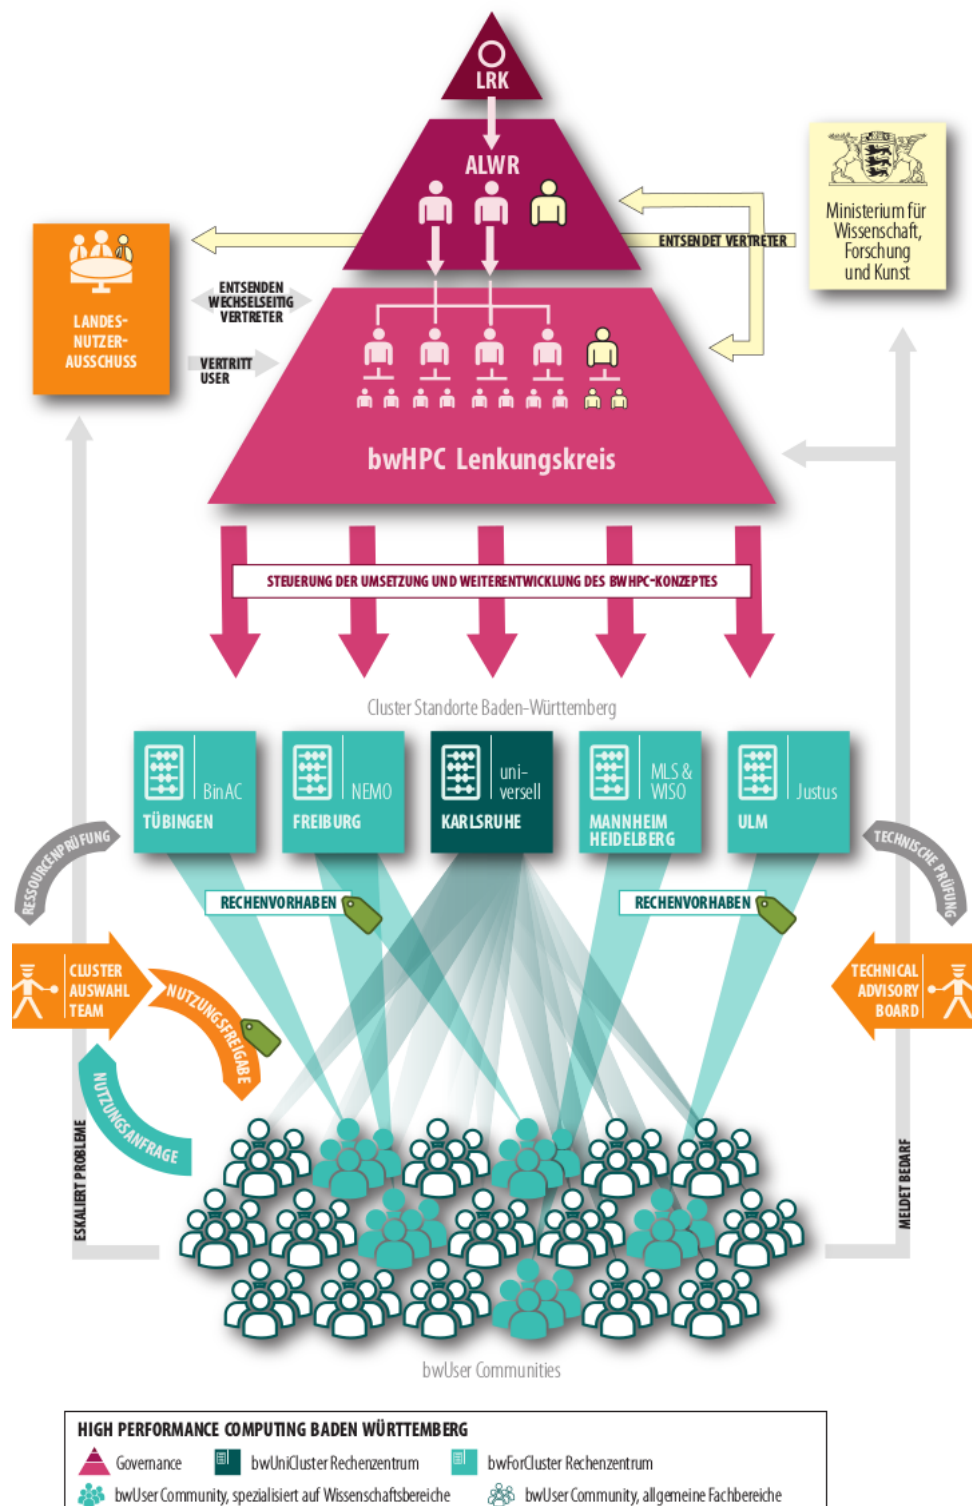 LRK
ALWR
Ministerium für
Wissenschaft,
Forschung
und Kunst
ENTSENDET VERTRETER
LANDES-
NUTZER-
AUSSCHUSS
ENTSENDEN
WECHSELSEITIG
VERTRETER
VERTRITT
USER
bwHPC Lenkungskreis
STEUERUNG DER UMSETZUNG UND WEITERENTWICKLUNG DES BWHPC-KONZEPTES
Cluster Standorte Baden-Württemberg
BinAC
TÜBINGEN
NEMO
FREIBURG
uni-
versell
KARLSRUHE
MLS &
WISO
MANNHEIM
HEIDELBERG
Justus
ULM
RESSOURCENPRÜFUNG
TECHNISCHE PRÜFUNG
RECHENVORHABEN
RECHENVORHABEN
CLUSTER
AUSWAHL
TEAM
NUTZUNGSFREIGABE
TECHNICAL
ADVISORY
BOARD
NUTZUNGSANFRAGE
ESKALIERT PROBLEME
MELDET BEDARF
bwUser Communities
HIGH PERFORMANCE COMPUTING BADEN WÜRTTEMBERG
Governance
bwUniCluster Rechenzentrum
bwForCluster Rechenzentrum
bwUser Community, spezialisiert auf Wissenschaftsbereiche
bwUser Community, allgemeine Fachbereiche